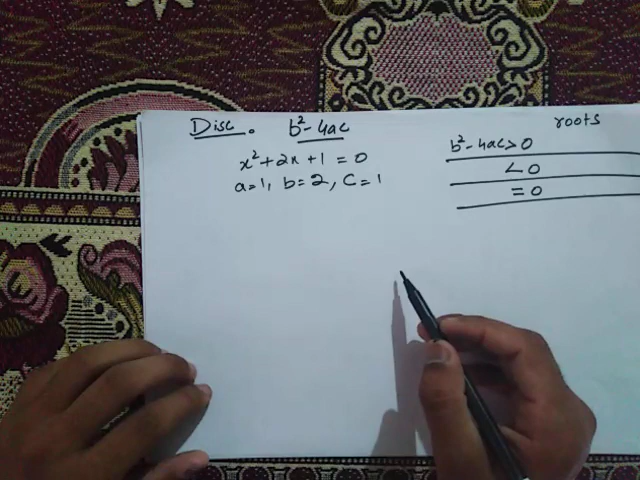 Disc. b²-4ac
x²+2x+1=0
a=1, b=2, C=1
roots
b²-4ac>0
<0
=0